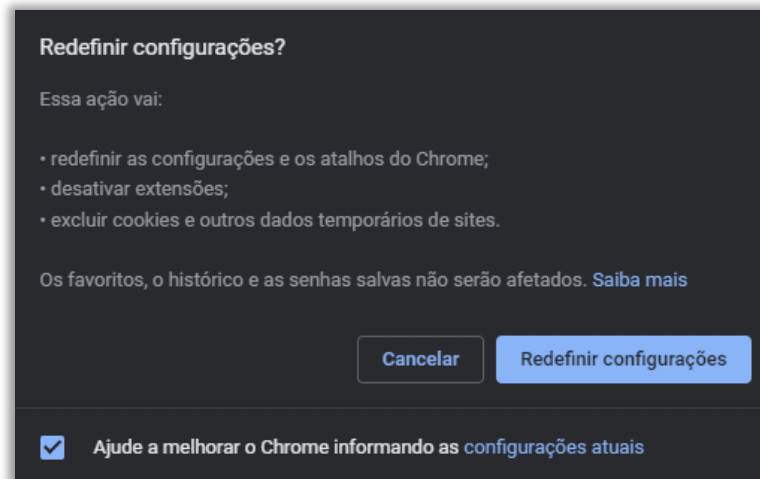 Redefinir configurações?
Essa ação vai:
• redefinir as configurações e os atalhos do Chrome;
• desativar extensões;
• excluir cookies e outros dados temporários de sites.
Os favoritos, o histórico e as senhas salvas não serão afetados. Saiba mais
Cancelar
Redefinir configurações
Ajude a melhorar o Chrome informando as configurações atuais